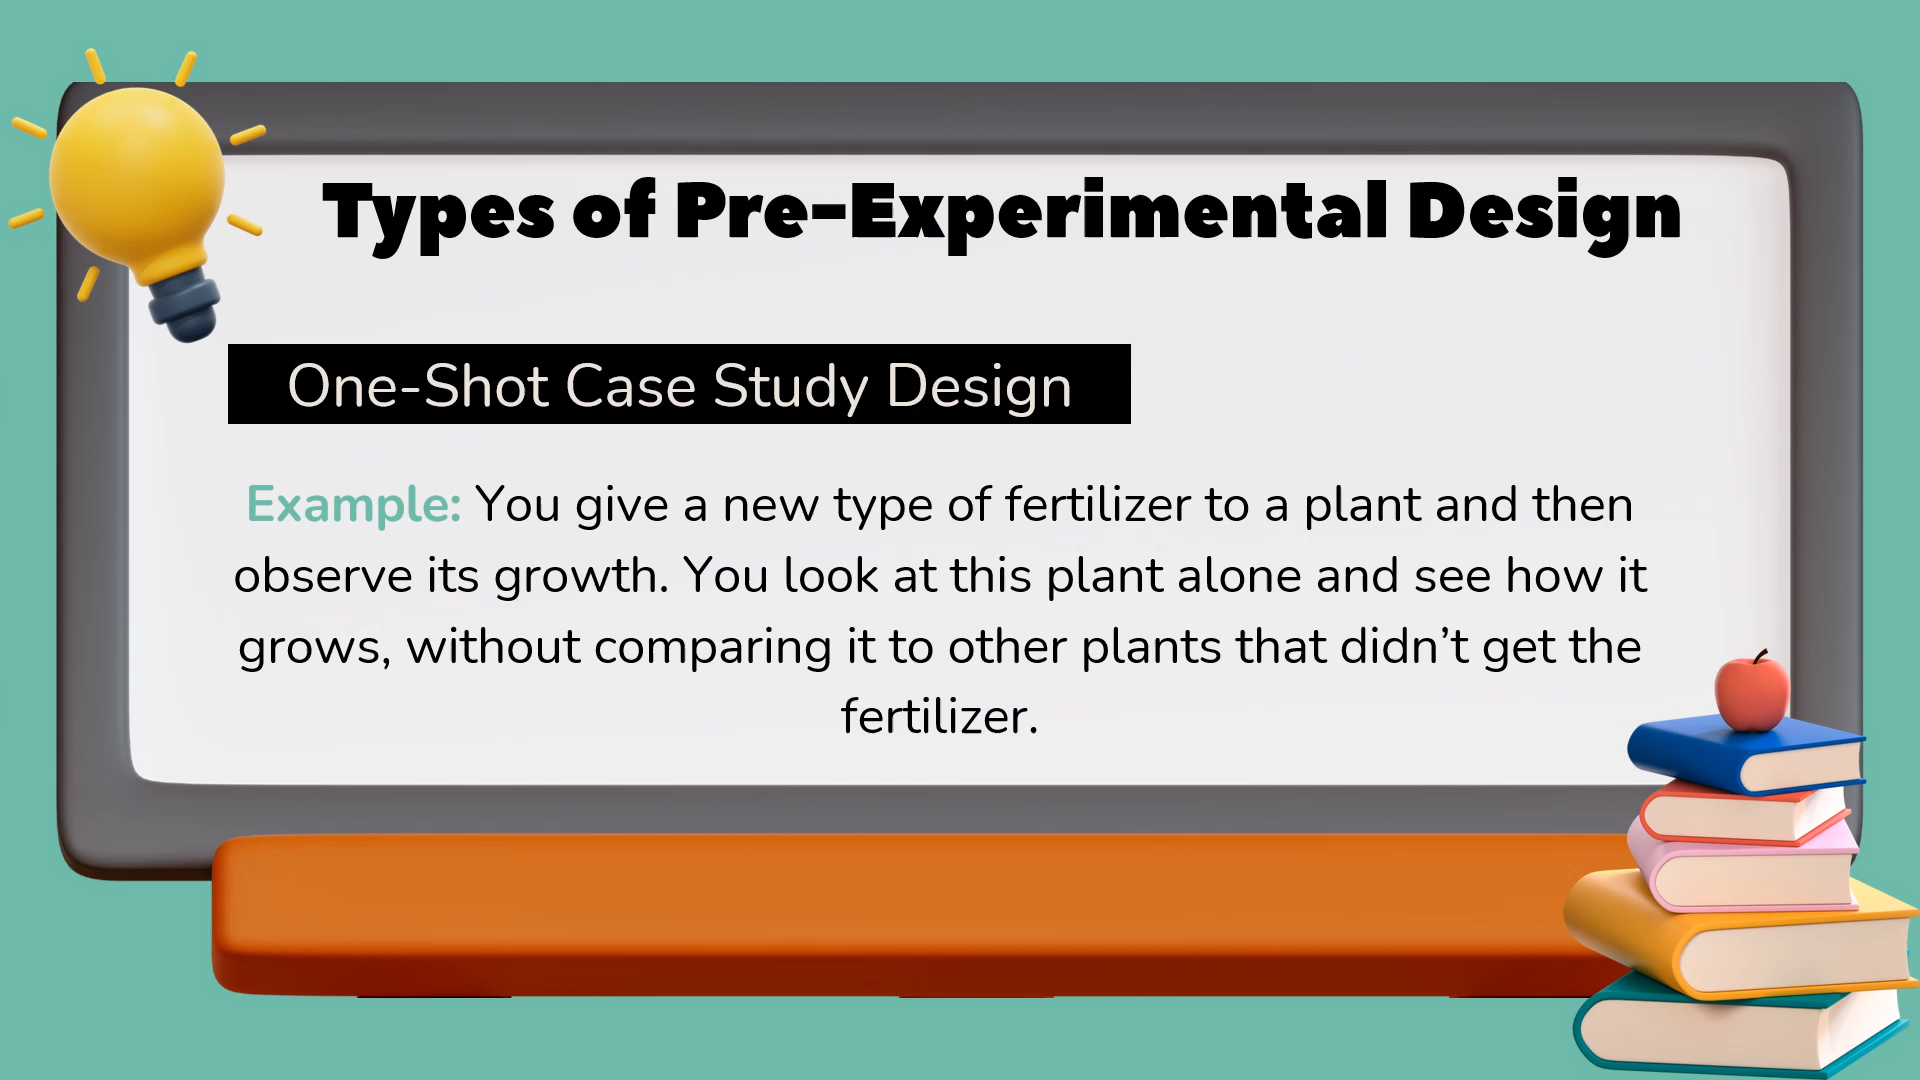 Types of Pre-Experimental Design
One-Shot Case Study Design
Example: You give a new type of fertilizer to a plant and then
observe its growth. You look at this plant alone and see how it
grows, without comparing it to other plants that didn’t get the
fertilizer.